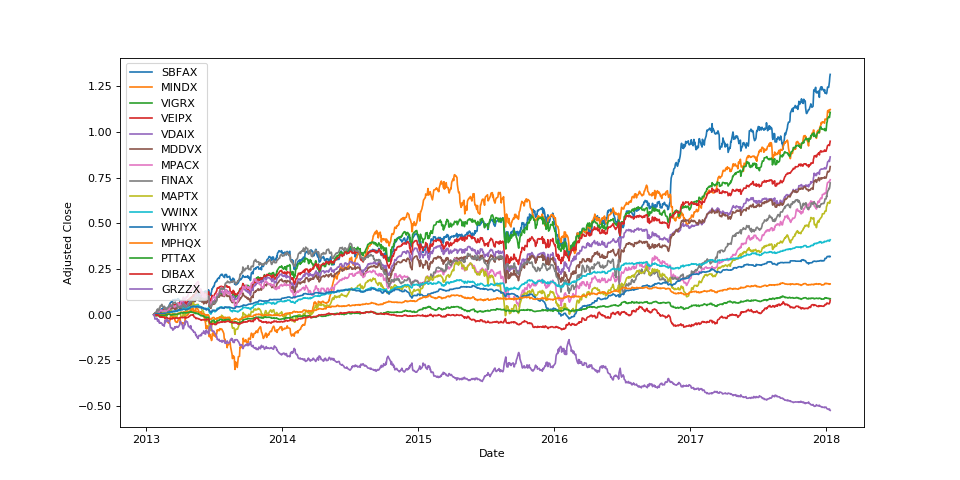 1.25
1.00
0.75
0.50
0.25
0.00
−0.25
−0.50
Adjusted Close
SBFAX
MINDX
VIGRX
VEIPX
VDAIX
MDDVX
MPACX
FINAX
MAPTX
VWINX
WHIYX
MPHQX
PTTAX
DIBAX
GRZZX
2013
2014
2015
2016
2017
2018
Date